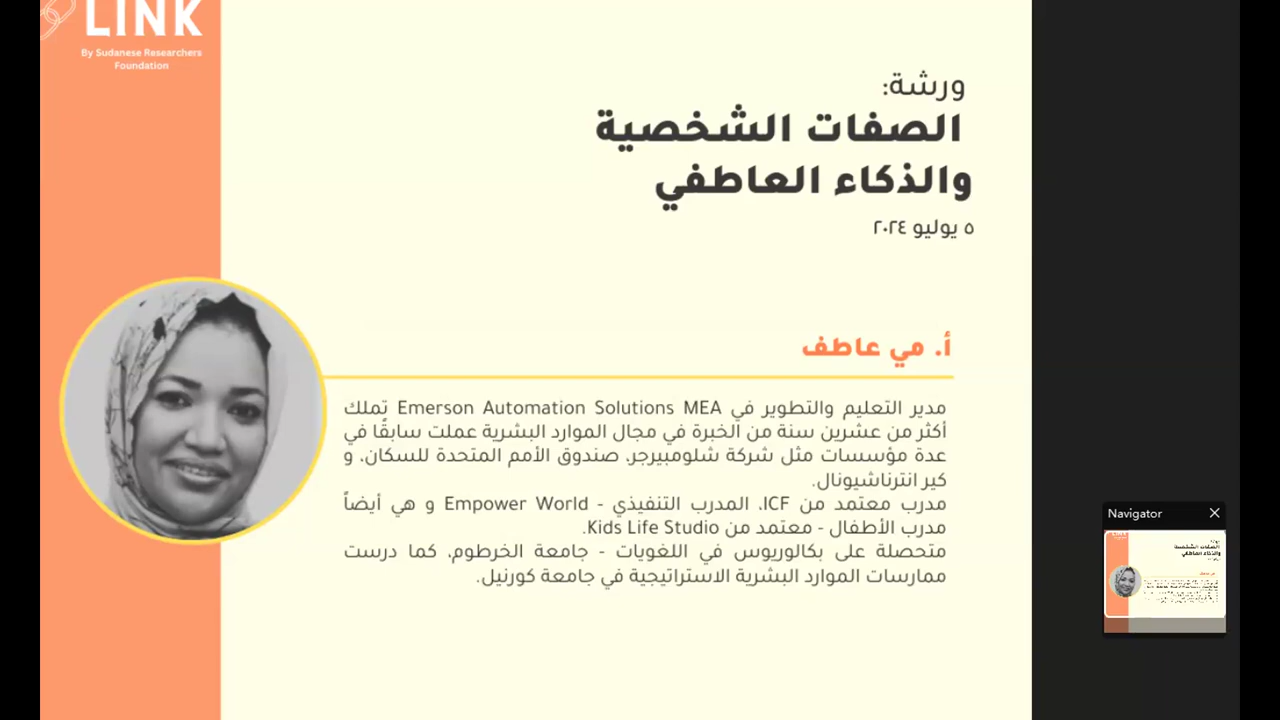 LINK
By Sudanese Researchers
Foundation
ورشة:
الصفات الشخصية
والذكاء العاطفي
٥ يوليو ٢٠٢٤
أ. مي عاطف
مدير التعليم والتطوير في Emerson Automation Solutions MEA تملك
أكثر من عشرين سنة من الخبرة في مجال الموارد البشرية عملت سابقًا في
عدة مؤسسات مثل شركة شلومبيرجر، صندوق الأمم المتحدة للسكان، و
كير انترناشيونال.
مدرب معتمد من ICF، المدرب التنفيذي - Empower World و هي أيضاً
مدرب الأطفال - معتمد من Kids Life Studio.
متحصلة على بكالوريوس في اللغويات - جامعة الخرطوم، كما درست
ممارسات الموارد البشرية الاستراتيجية في جامعة كورنيل.
Navigator